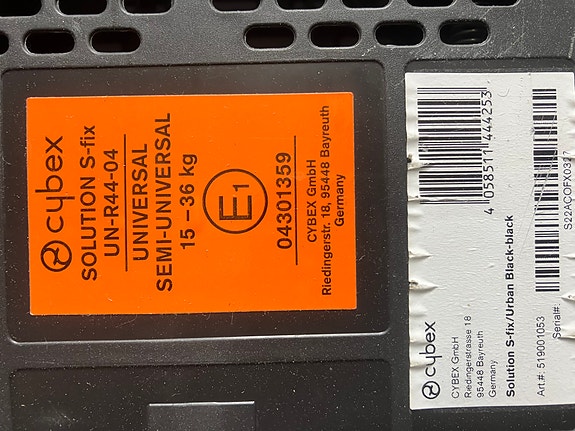 cybex
SOLUTION S-fix
UN-R44-04
UNIVERSAL
SEMI-UNIVERSAL
15 – 36 kg
E1
04301359
CYBEX GmbH
Riedingerstr. 18, 95448 Bayreuth
Germany
cybex
CYBEX GmbH
Riedingerstrasse 18
95448 Bayreuth
Germany
Solution S-fix/Urban Black-black
Art.#: 519001053
Serial#:
4 058511 444253
S22ACOFX0327